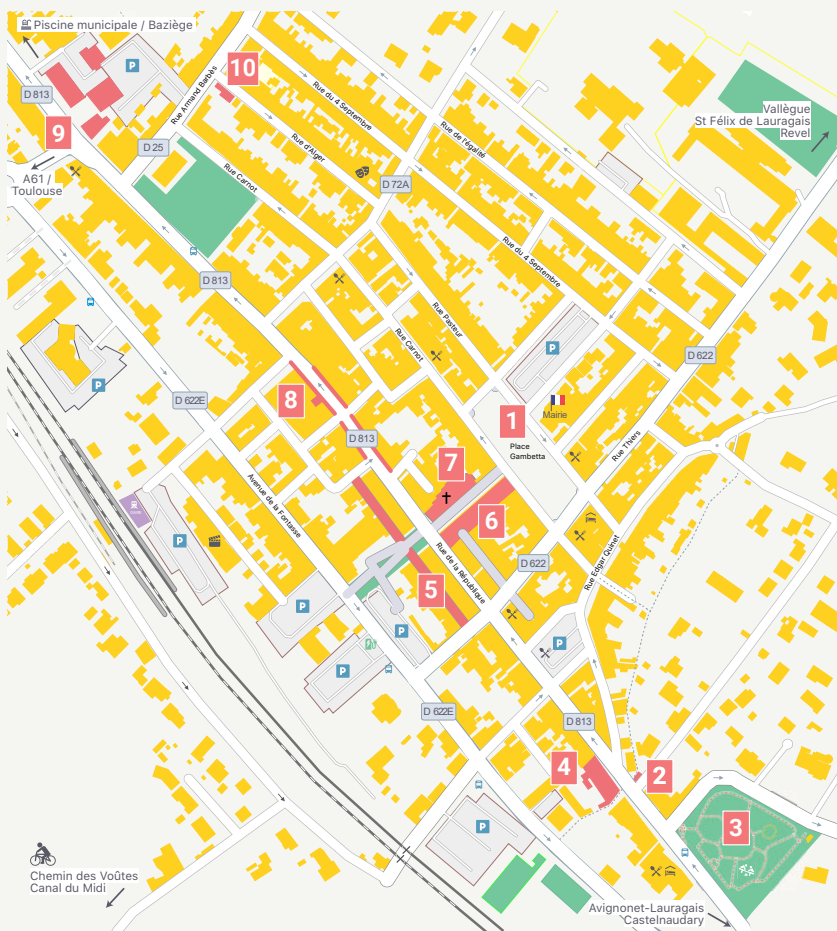 Piscine municipale / Baziège
P
10
D 813
Rue Armand Barbès
Rue du 4 Septembre
Vallègue
St Félix de Lauragais
Revel
9
D 25
Rue d'Alger
Rue de l'égalité
A61 /
Toulouse
Rue Carnot
D 72A
Rue du 4 Septembre
D 813
Rue Pasteur
Rue Carnot
P
D 622
P
D 622E
8
Mairie
1
Place
Gambetta
D 813
Rue Thiers
7
6
Avenue de la Fontasse
P
Rue de la République
D 622
Rue Edgar Quinet
5
P
P
P
P
D 622E
D 813
4
2
P
3
Chemin des Voûtes
Canal du Midi
Avignonet-Lauragais
Castelnaudary